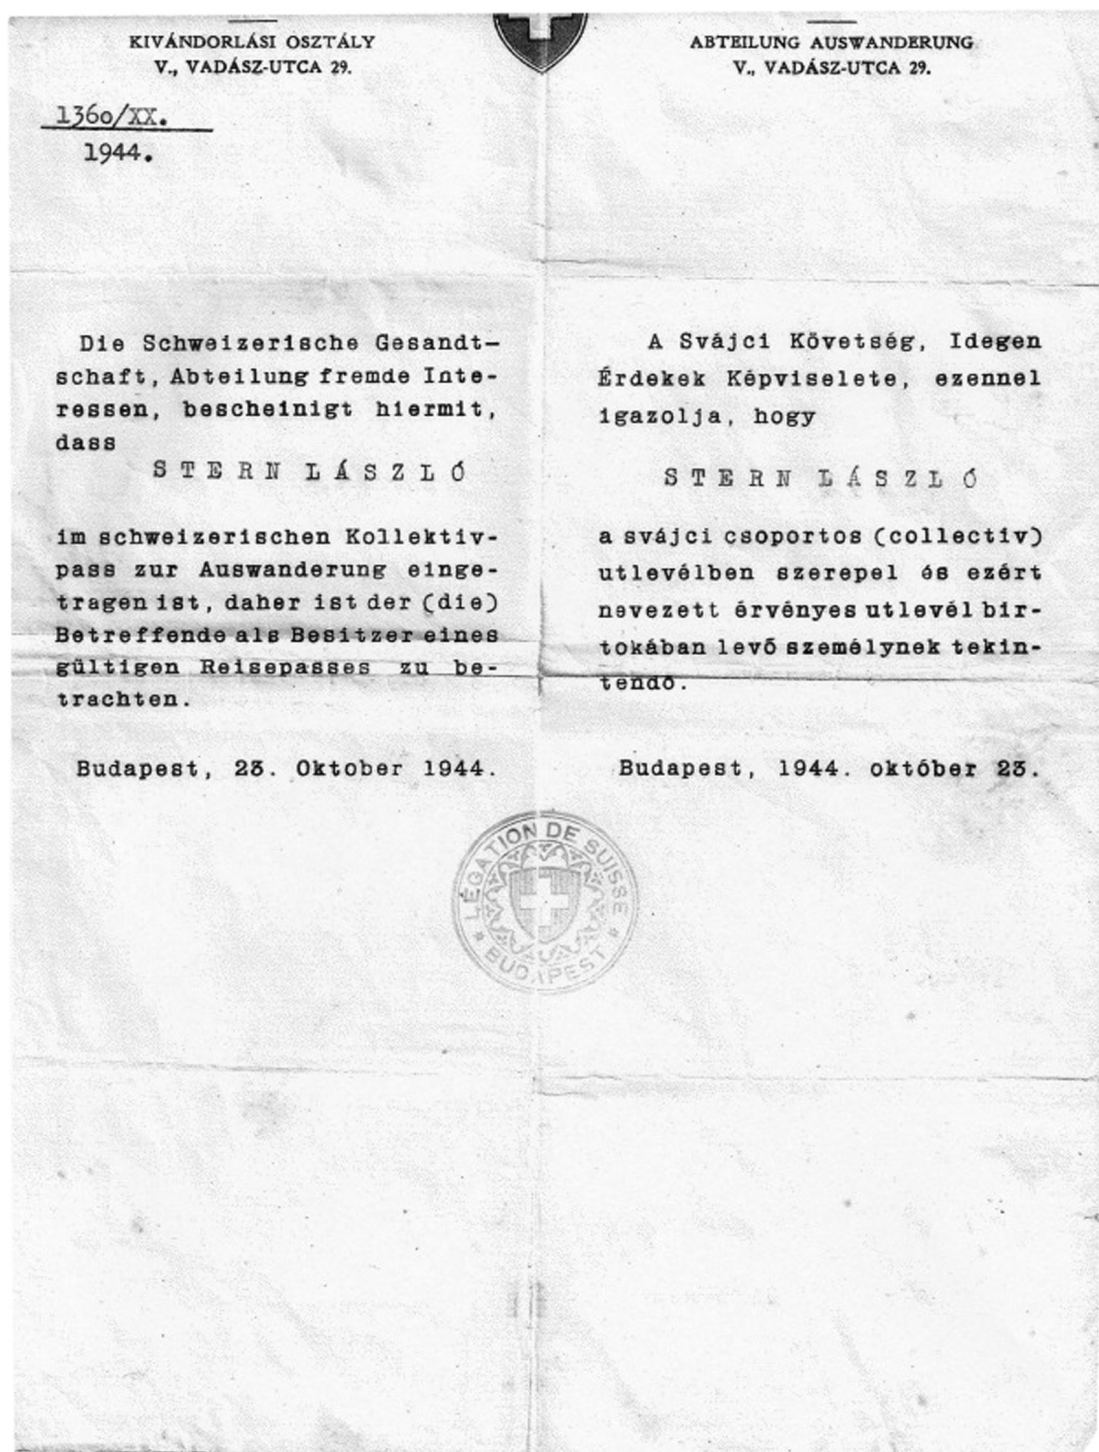 KIVÁNDORLÁSI OSZTÁLY
V., VADÁSZ-UTCA 29.
ABTEILUNG AUSWANDERUNG
V., VADÁSZ-UTCA 29.
136o/XX.
1944.
Die Schweizerische Gesandt-
schaft, Abteilung fremde Inte-
ressen, bescheinigt hiermit,
dass
S T E R N L Á S Z L Ó
im schweizerischen Kollektiv-
pass zur Auswanderung einge-
tragen ist, daher ist der (die)
Betreffende als Besitzer eines
gültigen Reisepasses zu be-
trachten.
Budapest, 23. Oktober 1944.
A Svájci Követség, Idegen
Érdekek Képviselete, ezennel
igazolja, hogy
S T E R N L Á S Z L Ó
a svájci csoportos (collectiv)
utlevélben szerepel és ezért
nevezett érvényes utlevél bir-
tokában levő személynek tekin-
tendő.
Budapest, 1944. október 23.
LÉGATION DE SUISSE
* BUDAPEST *